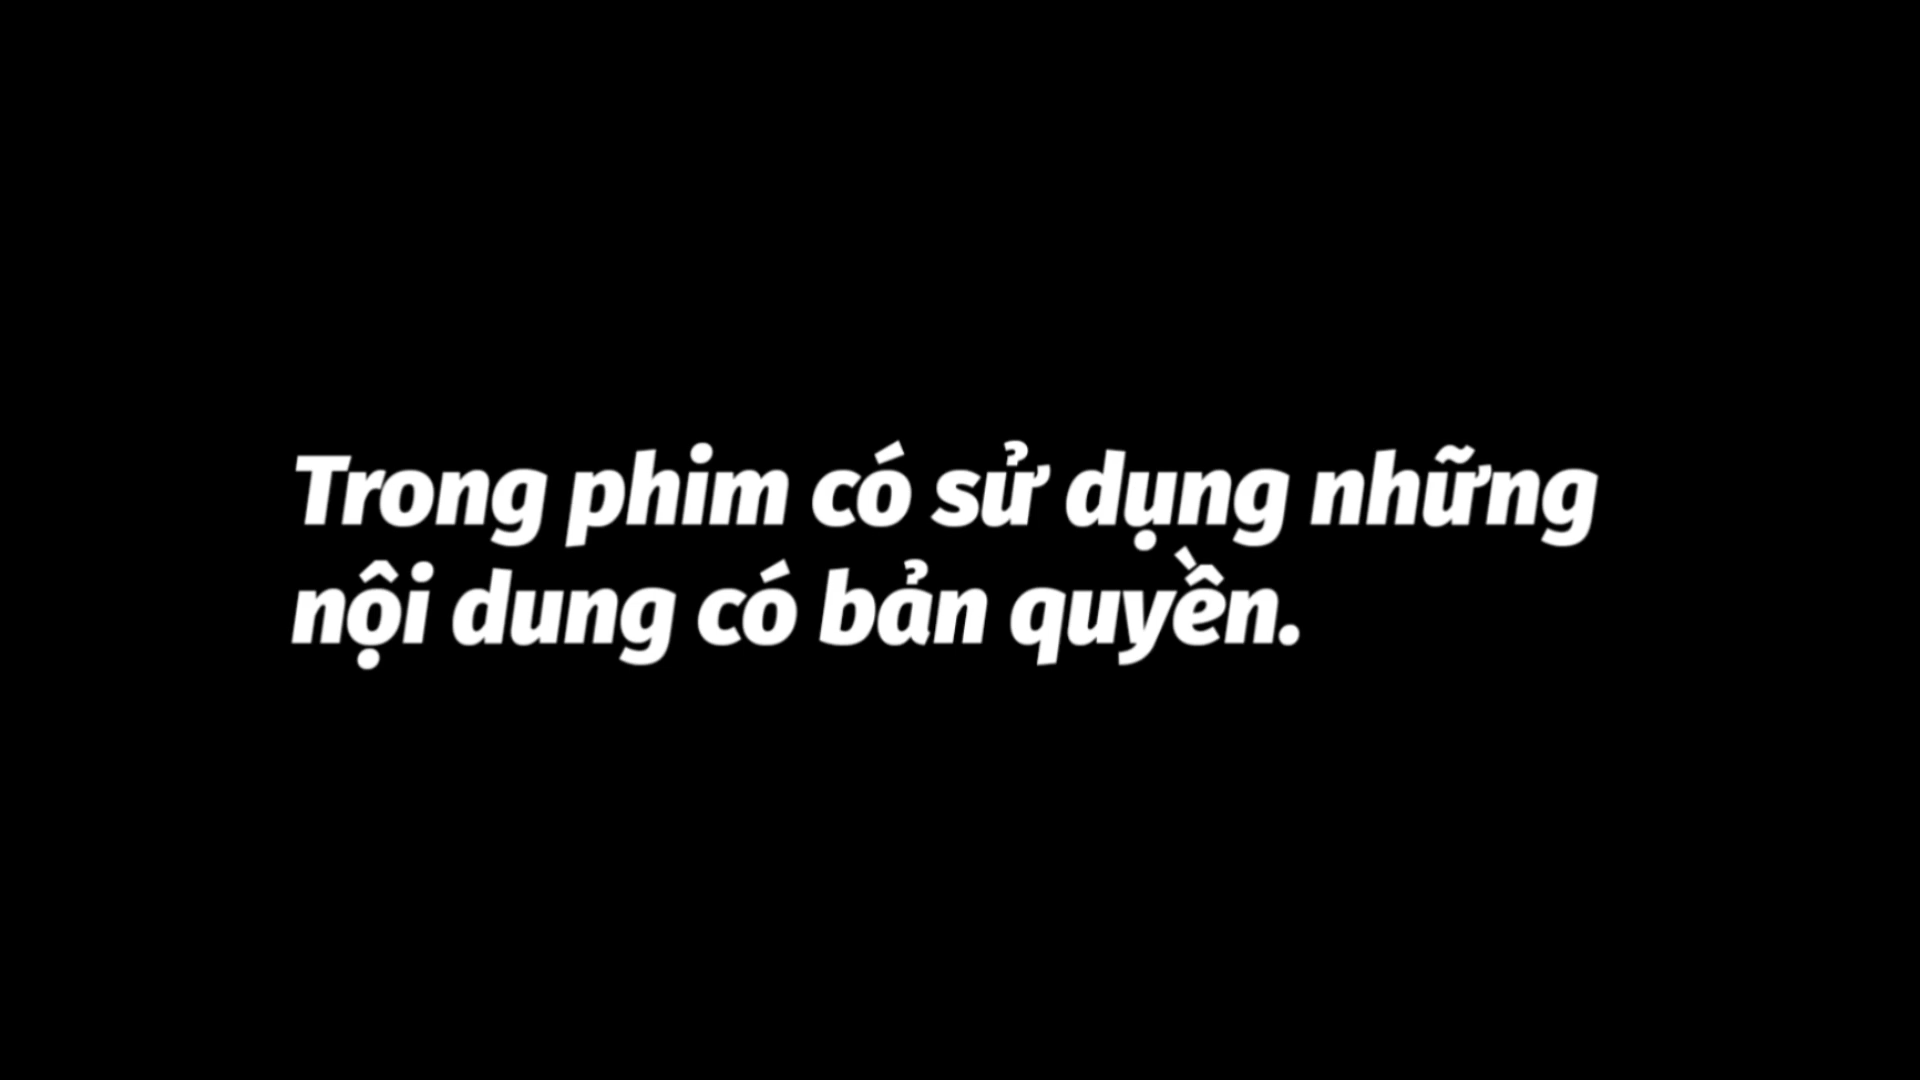 Trong phim có sử dụng những
nội dung có bản quyền.